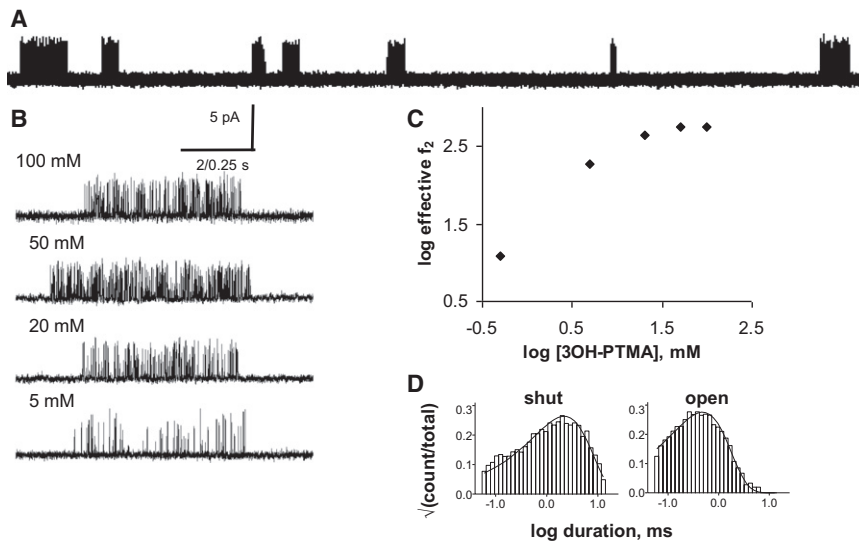 A
B
5 pA
2/0.25 s
100 mM
50 mM
20 mM
5 mM
C
log effective f₂
2.5
1.5
0.5
-0.5
0.5
1.5
2.5
log [3OH-PTMA], mM
D
shut
open
√(count/total)
0.3
0.2
0.1
0.0
-1.0
0.0
1.0
0.3
0.2
0.1
0.0
-1.0
0.0
1.0
log duration, ms